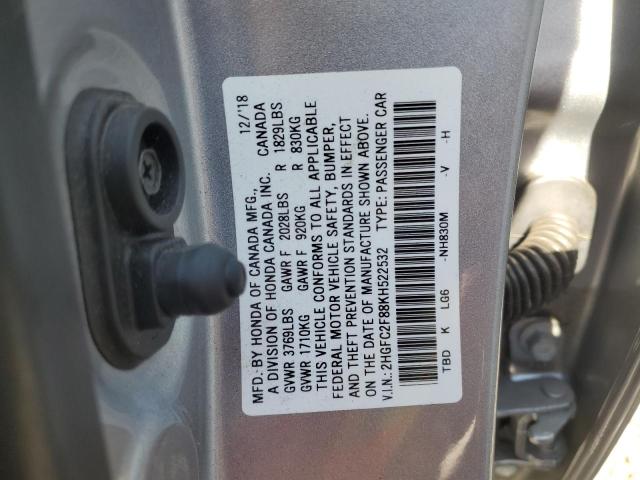 MFD. BY HONDA OF CANADA MFG., 12/'18
A DIVISION OF HONDA CANADA INC. CANADA
GVWR 3769LBS GAWR F 2028LBS R 1829LBS
GVWR 1710KG GAWR F 920KG R 830KG
THIS VEHICLE CONFORMS TO ALL APPLICABLE
FEDERAL MOTOR VEHICLE SAFETY, BUMPER,
AND THEFT PREVENTION STANDARDS IN EFFECT
ON THE DATE OF MANUFACTURE SHOWN ABOVE.
V.I.N.: 2HGFC2F88KH522532 TYPE: PASSENGER CAR
TBD K LG6 -NH830M -V -H